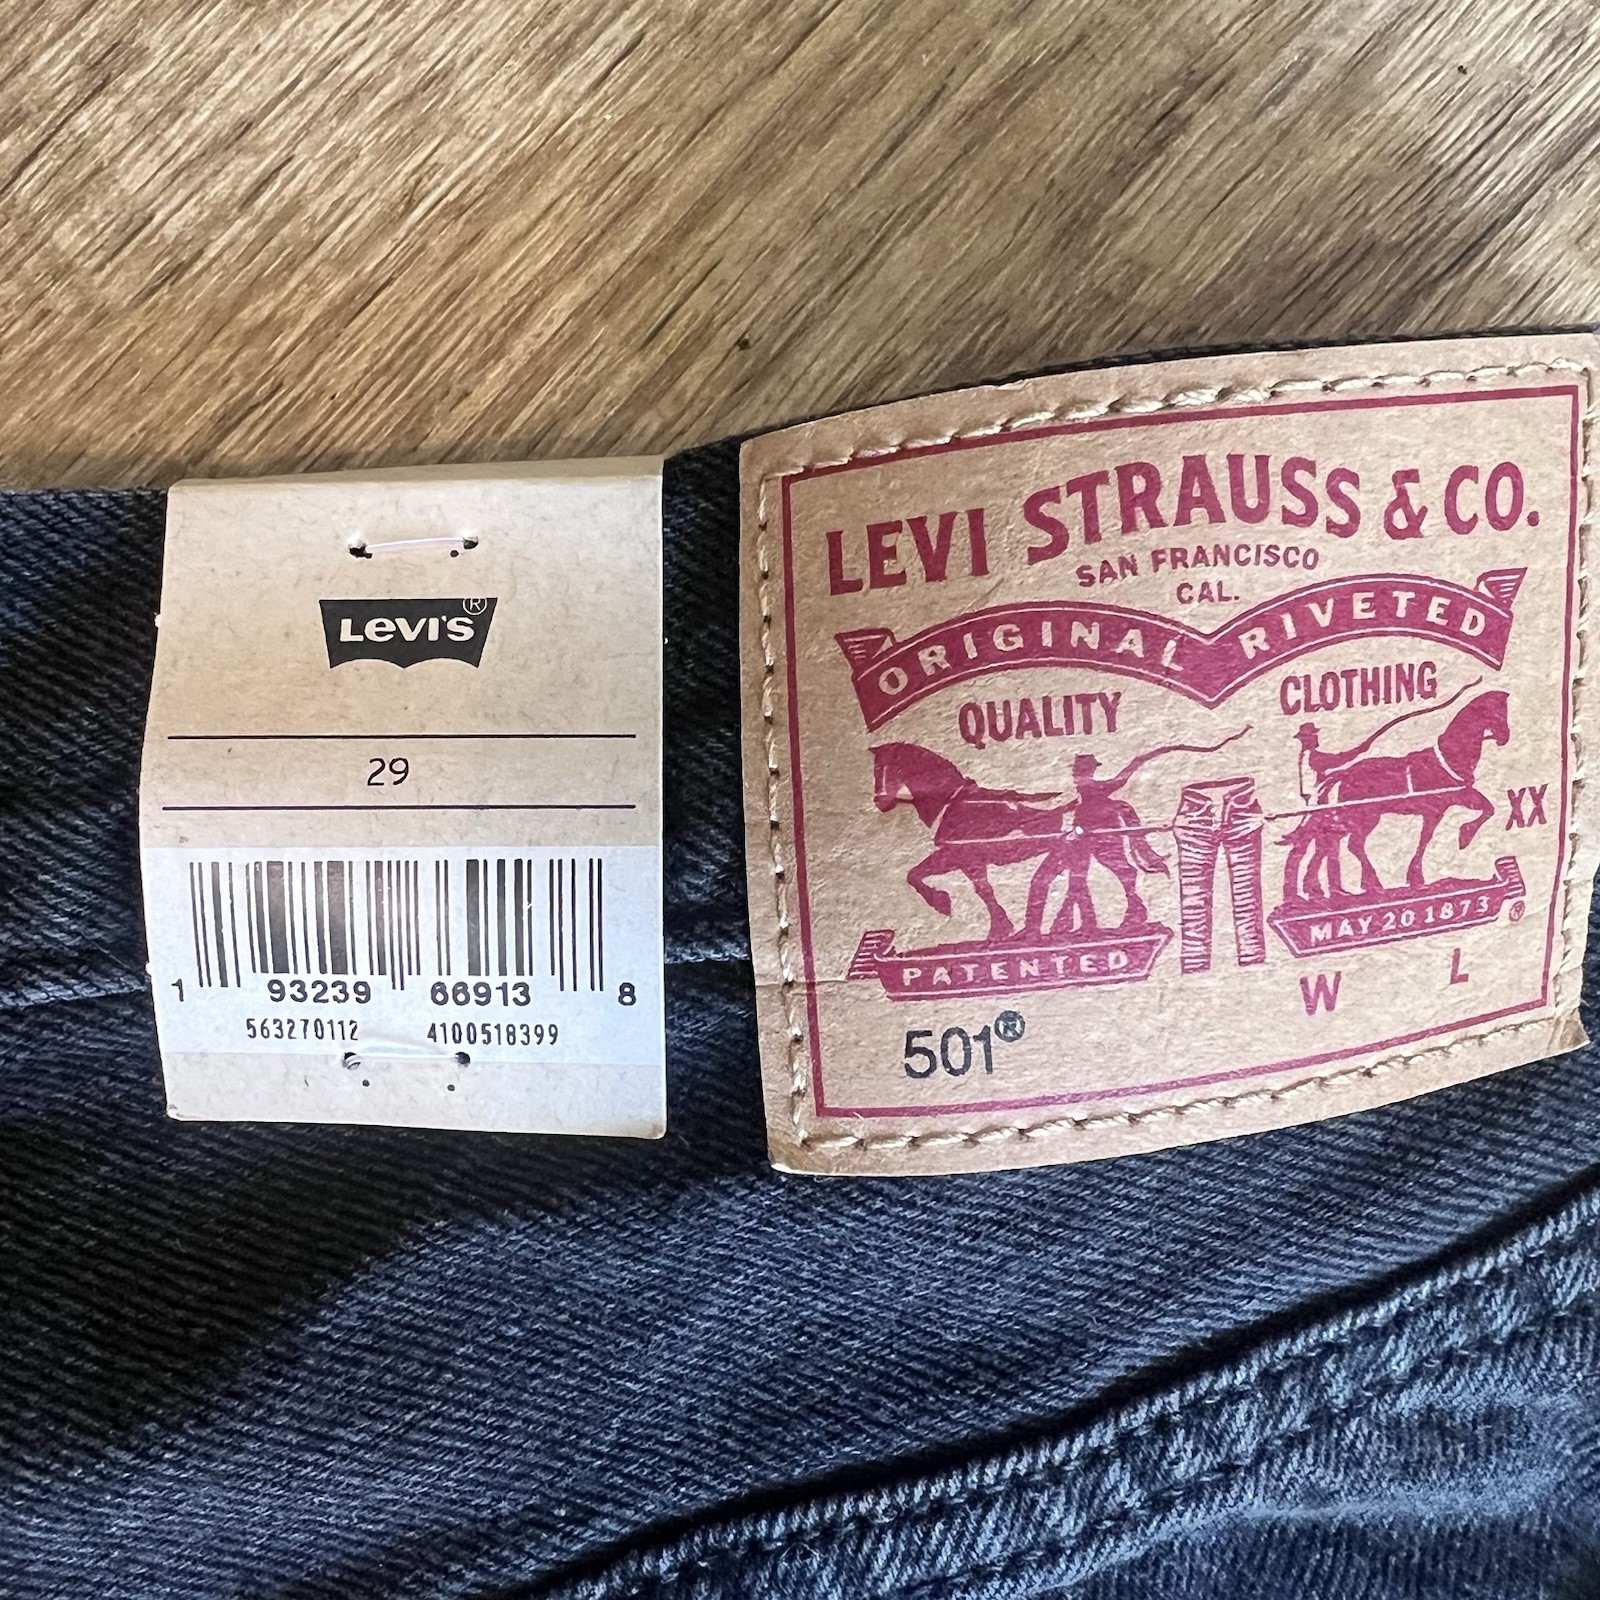 LEVI'S®
29
1 93239 66913 8
563270112 4100518399
LEVI STRAUSS & CO.
SAN FRANCISCO
CAL.
ORIGINAL RIVETED
QUALITY CLOTHING
XX
PATENTED MAY 20 1873 ®
W L
501®